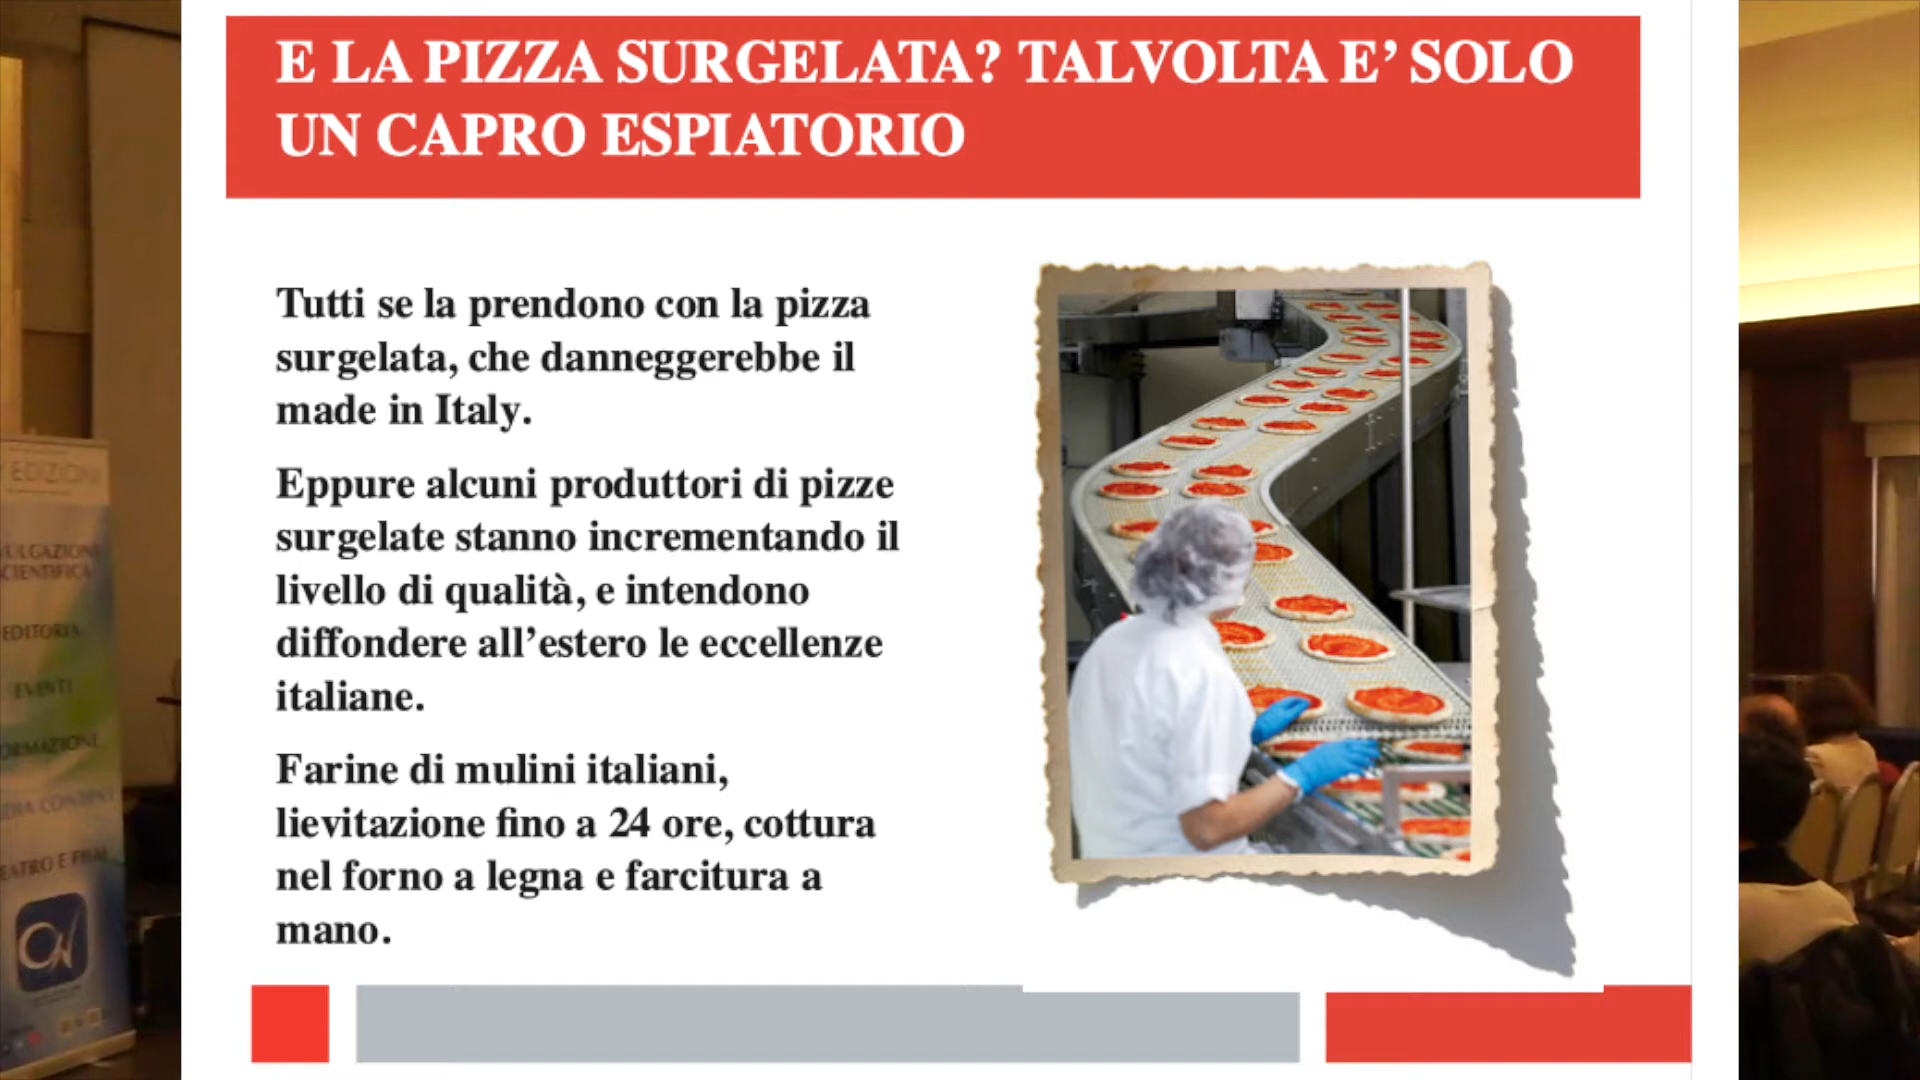 E LA PIZZA SURGELATA? TALVOLTA E’ SOLO
UN CAPRO ESPIATORIO
Tutti se la prendono con la pizza
surgelata, che danneggerebbe il
made in Italy.
Eppure alcuni produttori di pizze
surgelate stanno incrementando il
livello di qualità, e intendono
diffondere all’estero le eccellenze
italiane.
Farine di mulini italiani,
lievitazione fino a 24 ore, cottura
nel forno a legna e farcitura a
mano.
EDIZIONI
EDITORIA
EVENTI